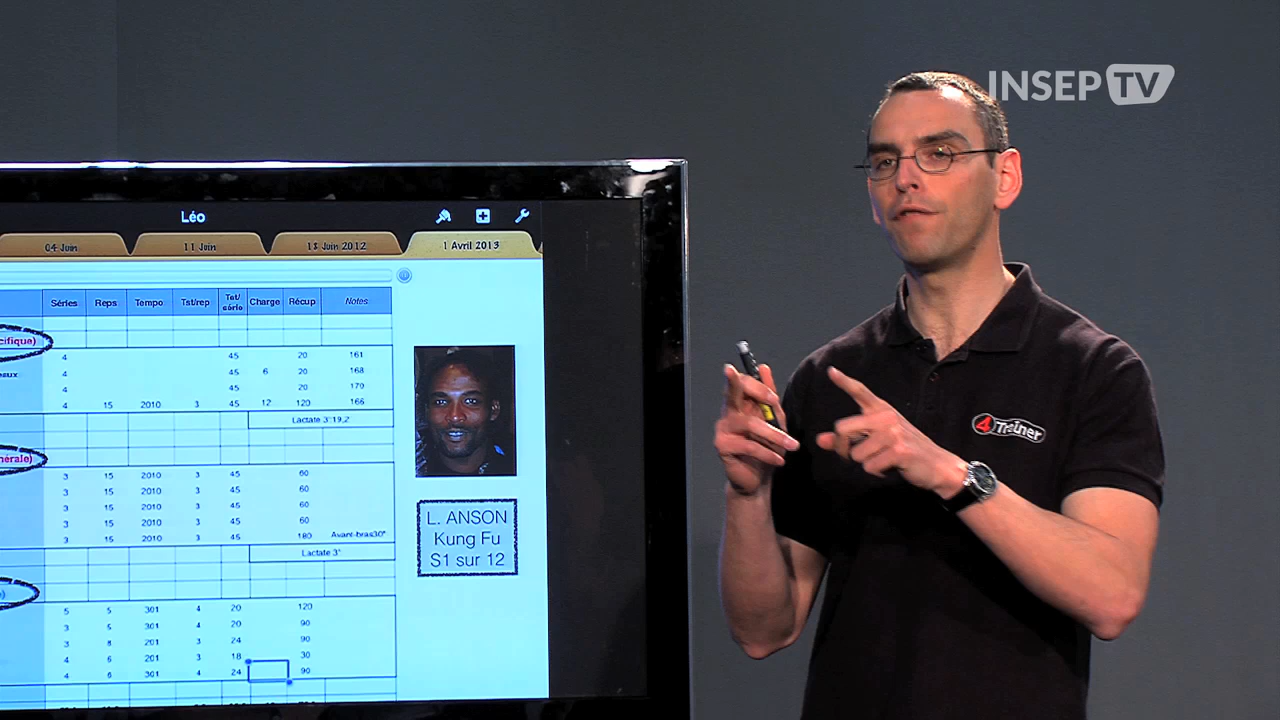 INSEP TV
Léo
04 Juin 11 Juin 18 Juin 2012 1 Avril 2013
Séries Reps Tempo Tst/rep Tst/ série Charge Récup Notes
cifique)
4 45 20 161
eaux 4 45 6 20 168
4 45 20 170
4 15 2010 3 45 12 120 166
Lactate 3':19,2
nérale)
3 15 2010 3 45 60
3 15 2010 3 45 60
3 15 2010 3 45 60
3 15 2010 3 45 60
3 15 2010 3 45 180 Avant-bras30"
Lactate 3'
)
5 5 301 4 20 120
3 5 301 4 20 90
3 8 201 3 24 90
4 6 201 3 18 30
4 6 301 4 24 90
L. ANSON
Kung Fu
S1 sur 12
4Trainer